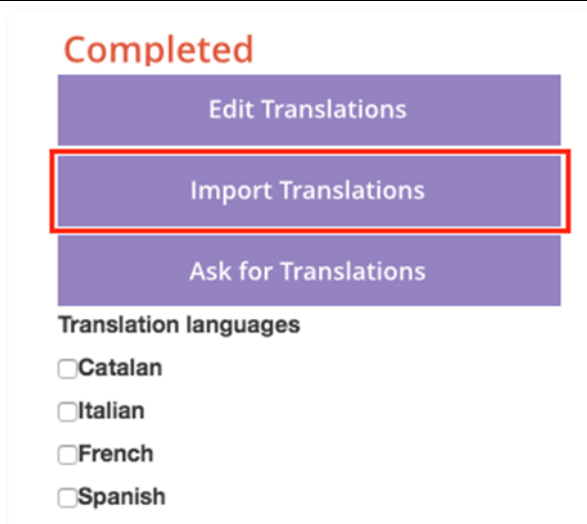 Completed
Edit Translations
Import Translations
Ask for Translations
Translation languages
Catalan
Italian
French
Spanish